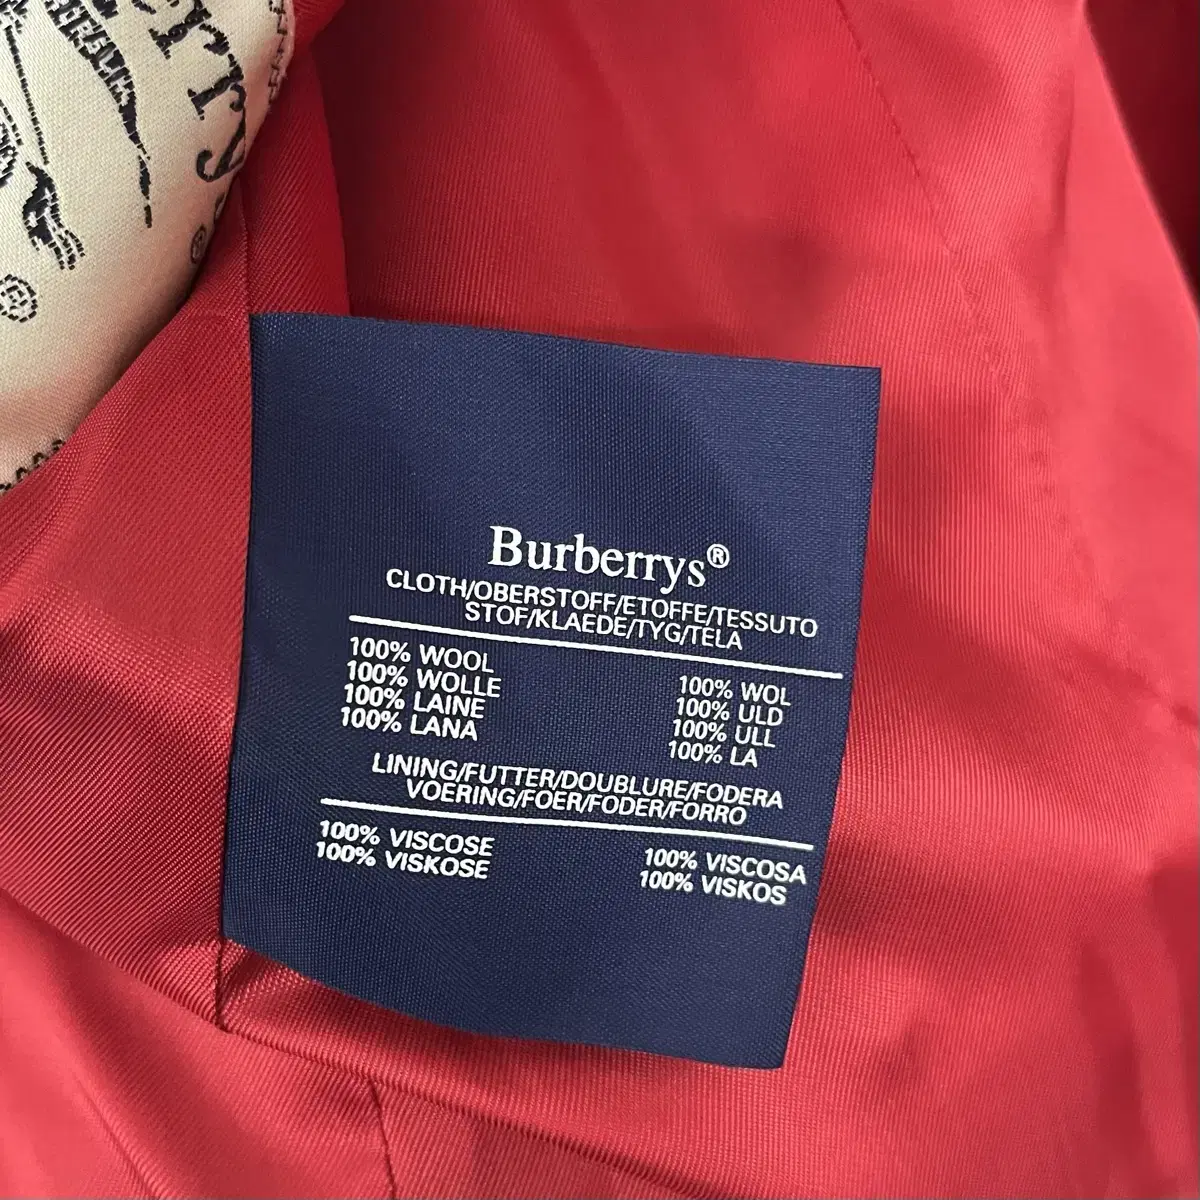 erry
®
®
Burberrys®
CLOTH/OBERSTOFF/ETOFFE/TESSUTO
STOF/KLAEDE/TYG/TELA
100% WOOL
100% WOLLE
100% LAINE
100% LANA
100% WOL
100% ULD
100% ULL
100% LA
LINING/FUTTER/DOUBLURE/FODERA
VOERING/FOER/FODER/FORRO
100% VISCOSE
100% VISKOSE
100% VISCOSA
100% VISKOS